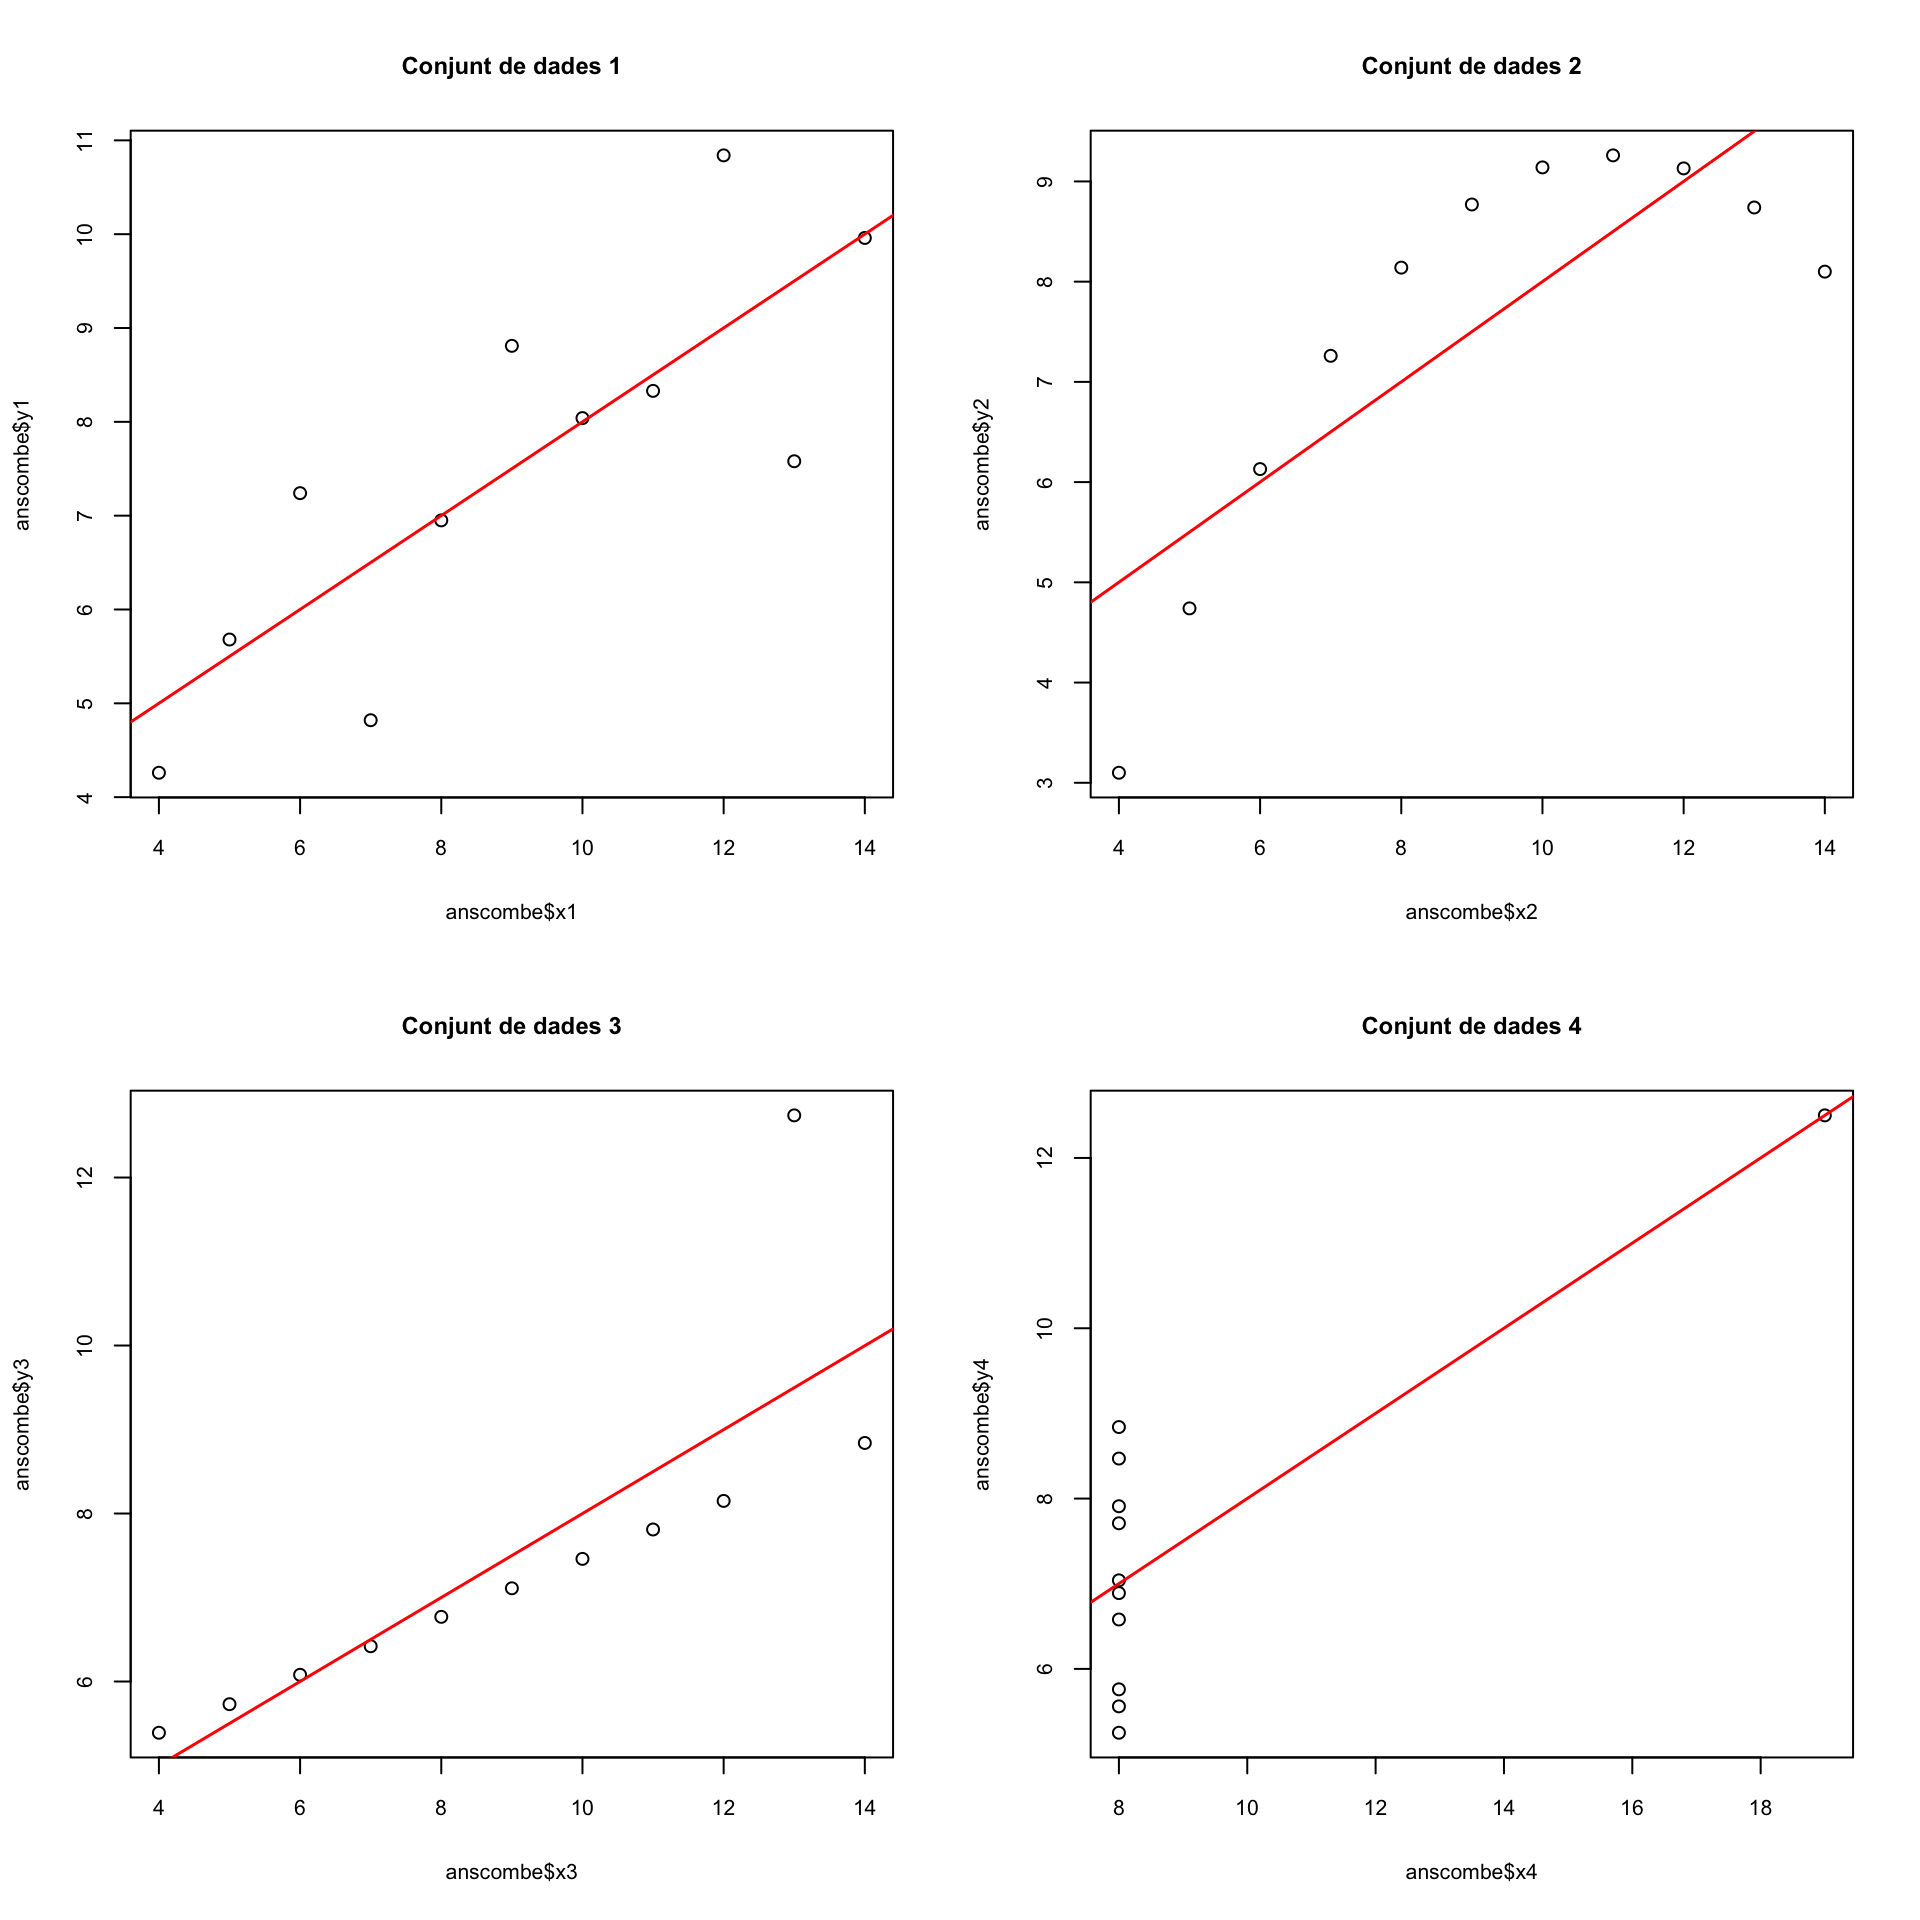 Conjunt de dades 1
11
10
9
8
7
6
5
4
anscombe$y1
4 6 8 10 12 14
anscombe$x1
Conjunt de dades 2
9
8
7
6
5
4
3
anscombe$y2
4 6 8 10 12 14
anscombe$x2
Conjunt de dades 3
12
10
8
6
anscombe$y3
4 6 8 10 12 14
anscombe$x3
Conjunt de dades 4
12
10
8
6
anscombe$y4
8 10 12 14 16 18
anscombe$x4